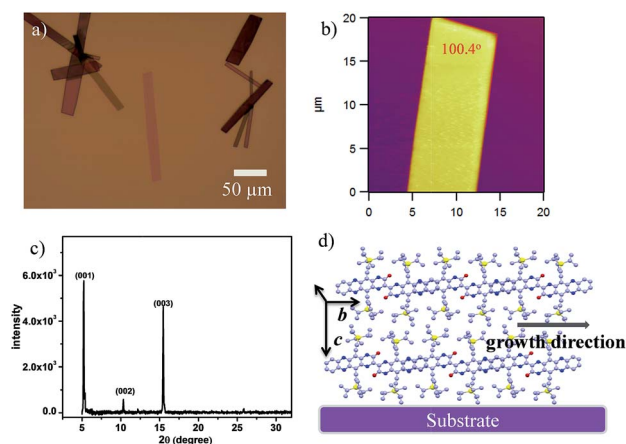 a)
50 µm
b)
20
15
10
5
0
µm
100.4°
0
5
10
15
20
c)
Intensity
6.0x10³
4.0x10³
2.0x10³
0.0
(001)
(002)
(003)
5
10
15
20
25
30
2θ (degree)
d)
b
c
growth direction
Substrate